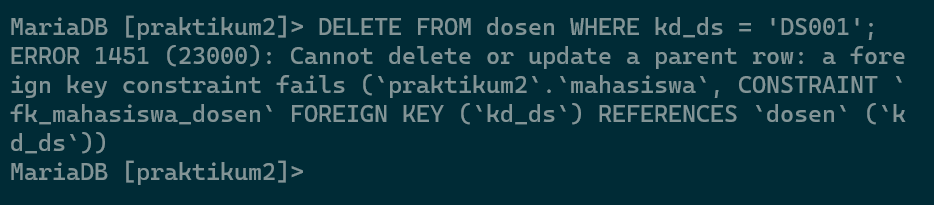 MariaDB [praktikum2]> DELETE FROM dosen WHERE kd_ds = 'DS001';
ERROR 1451 (23000): Cannot delete or update a parent row: a fore
ign key constraint fails (`praktikum2`.`mahasiswa`, CONSTRAINT `
fk_mahasiswa_dosen` FOREIGN KEY (`kd_ds`) REFERENCES `dosen` (`k
d_ds`))
MariaDB [praktikum2]>